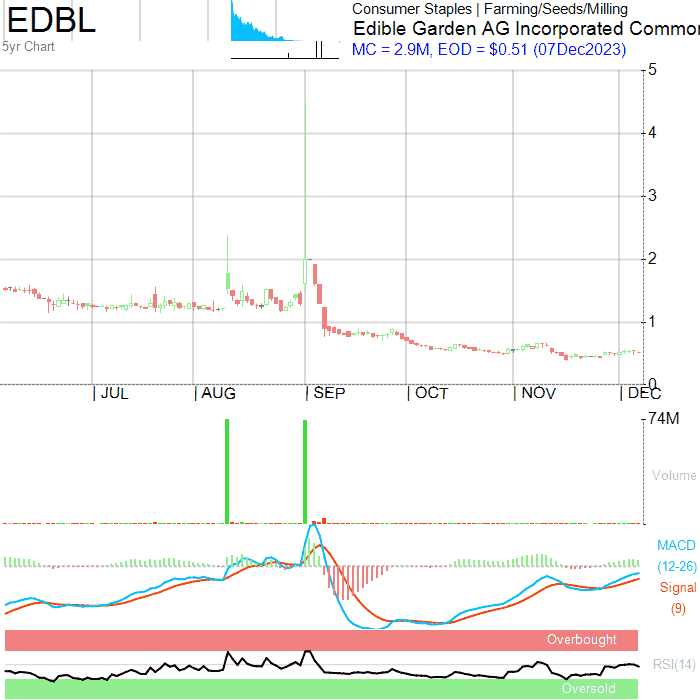 EDBL
5yr Chart
Consumer Staples | Farming/Seeds/Milling
Edible Garden AG Incorporated Commo
MC = 2.9M, EOD = $0.51 (07Dec2023)
5
4
3
2
1
0
| JUL | AUG | SEP | OCT | NOV | DEC
74M
Volume
MACD
(12-26)
Signal
(9)
Overbought
RSI(14)
Oversold